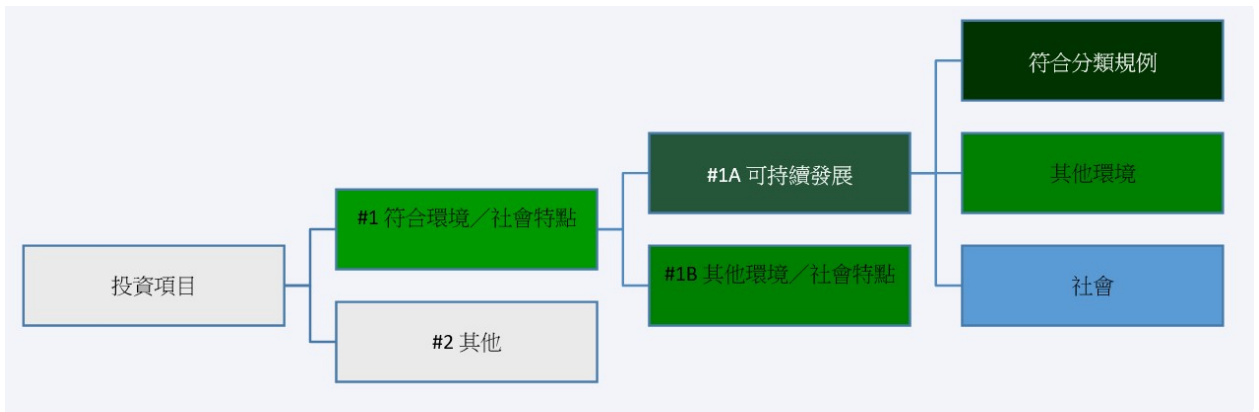 投資項目
#1 符合環境／社會特點
#2 其他
#1A 可持續發展
#1B 其他環境／社會特點
符合分類規例
其他環境
社會